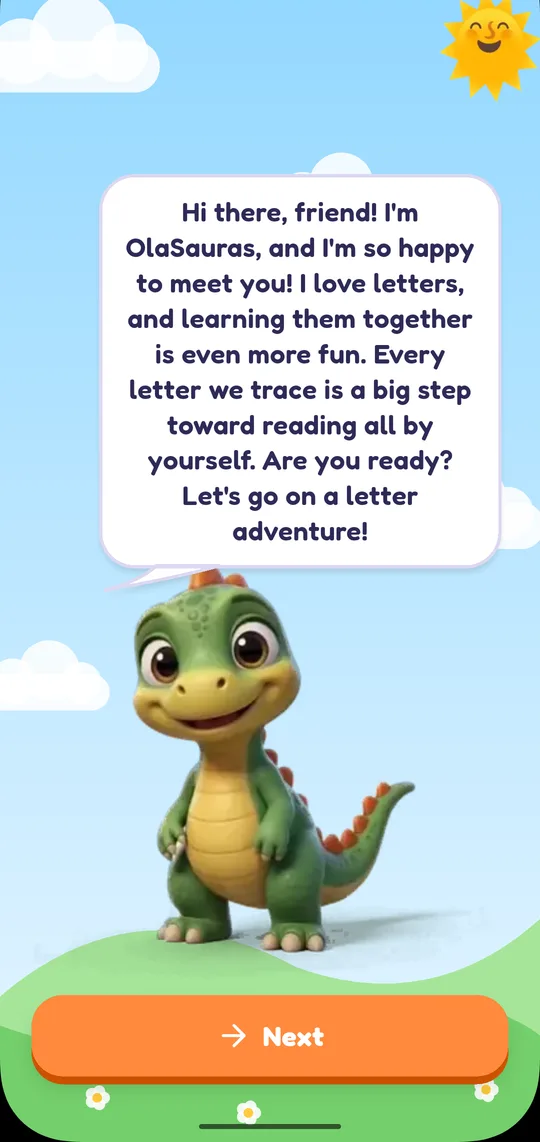 Hi there, friend! I'm
OlaSauras, and I'm so happy
to meet you! I love letters,
and learning them together
is even more fun. Every
letter we trace is a big step
toward reading all by
yourself. Are you ready?
Let's go on a letter
adventure!
Next